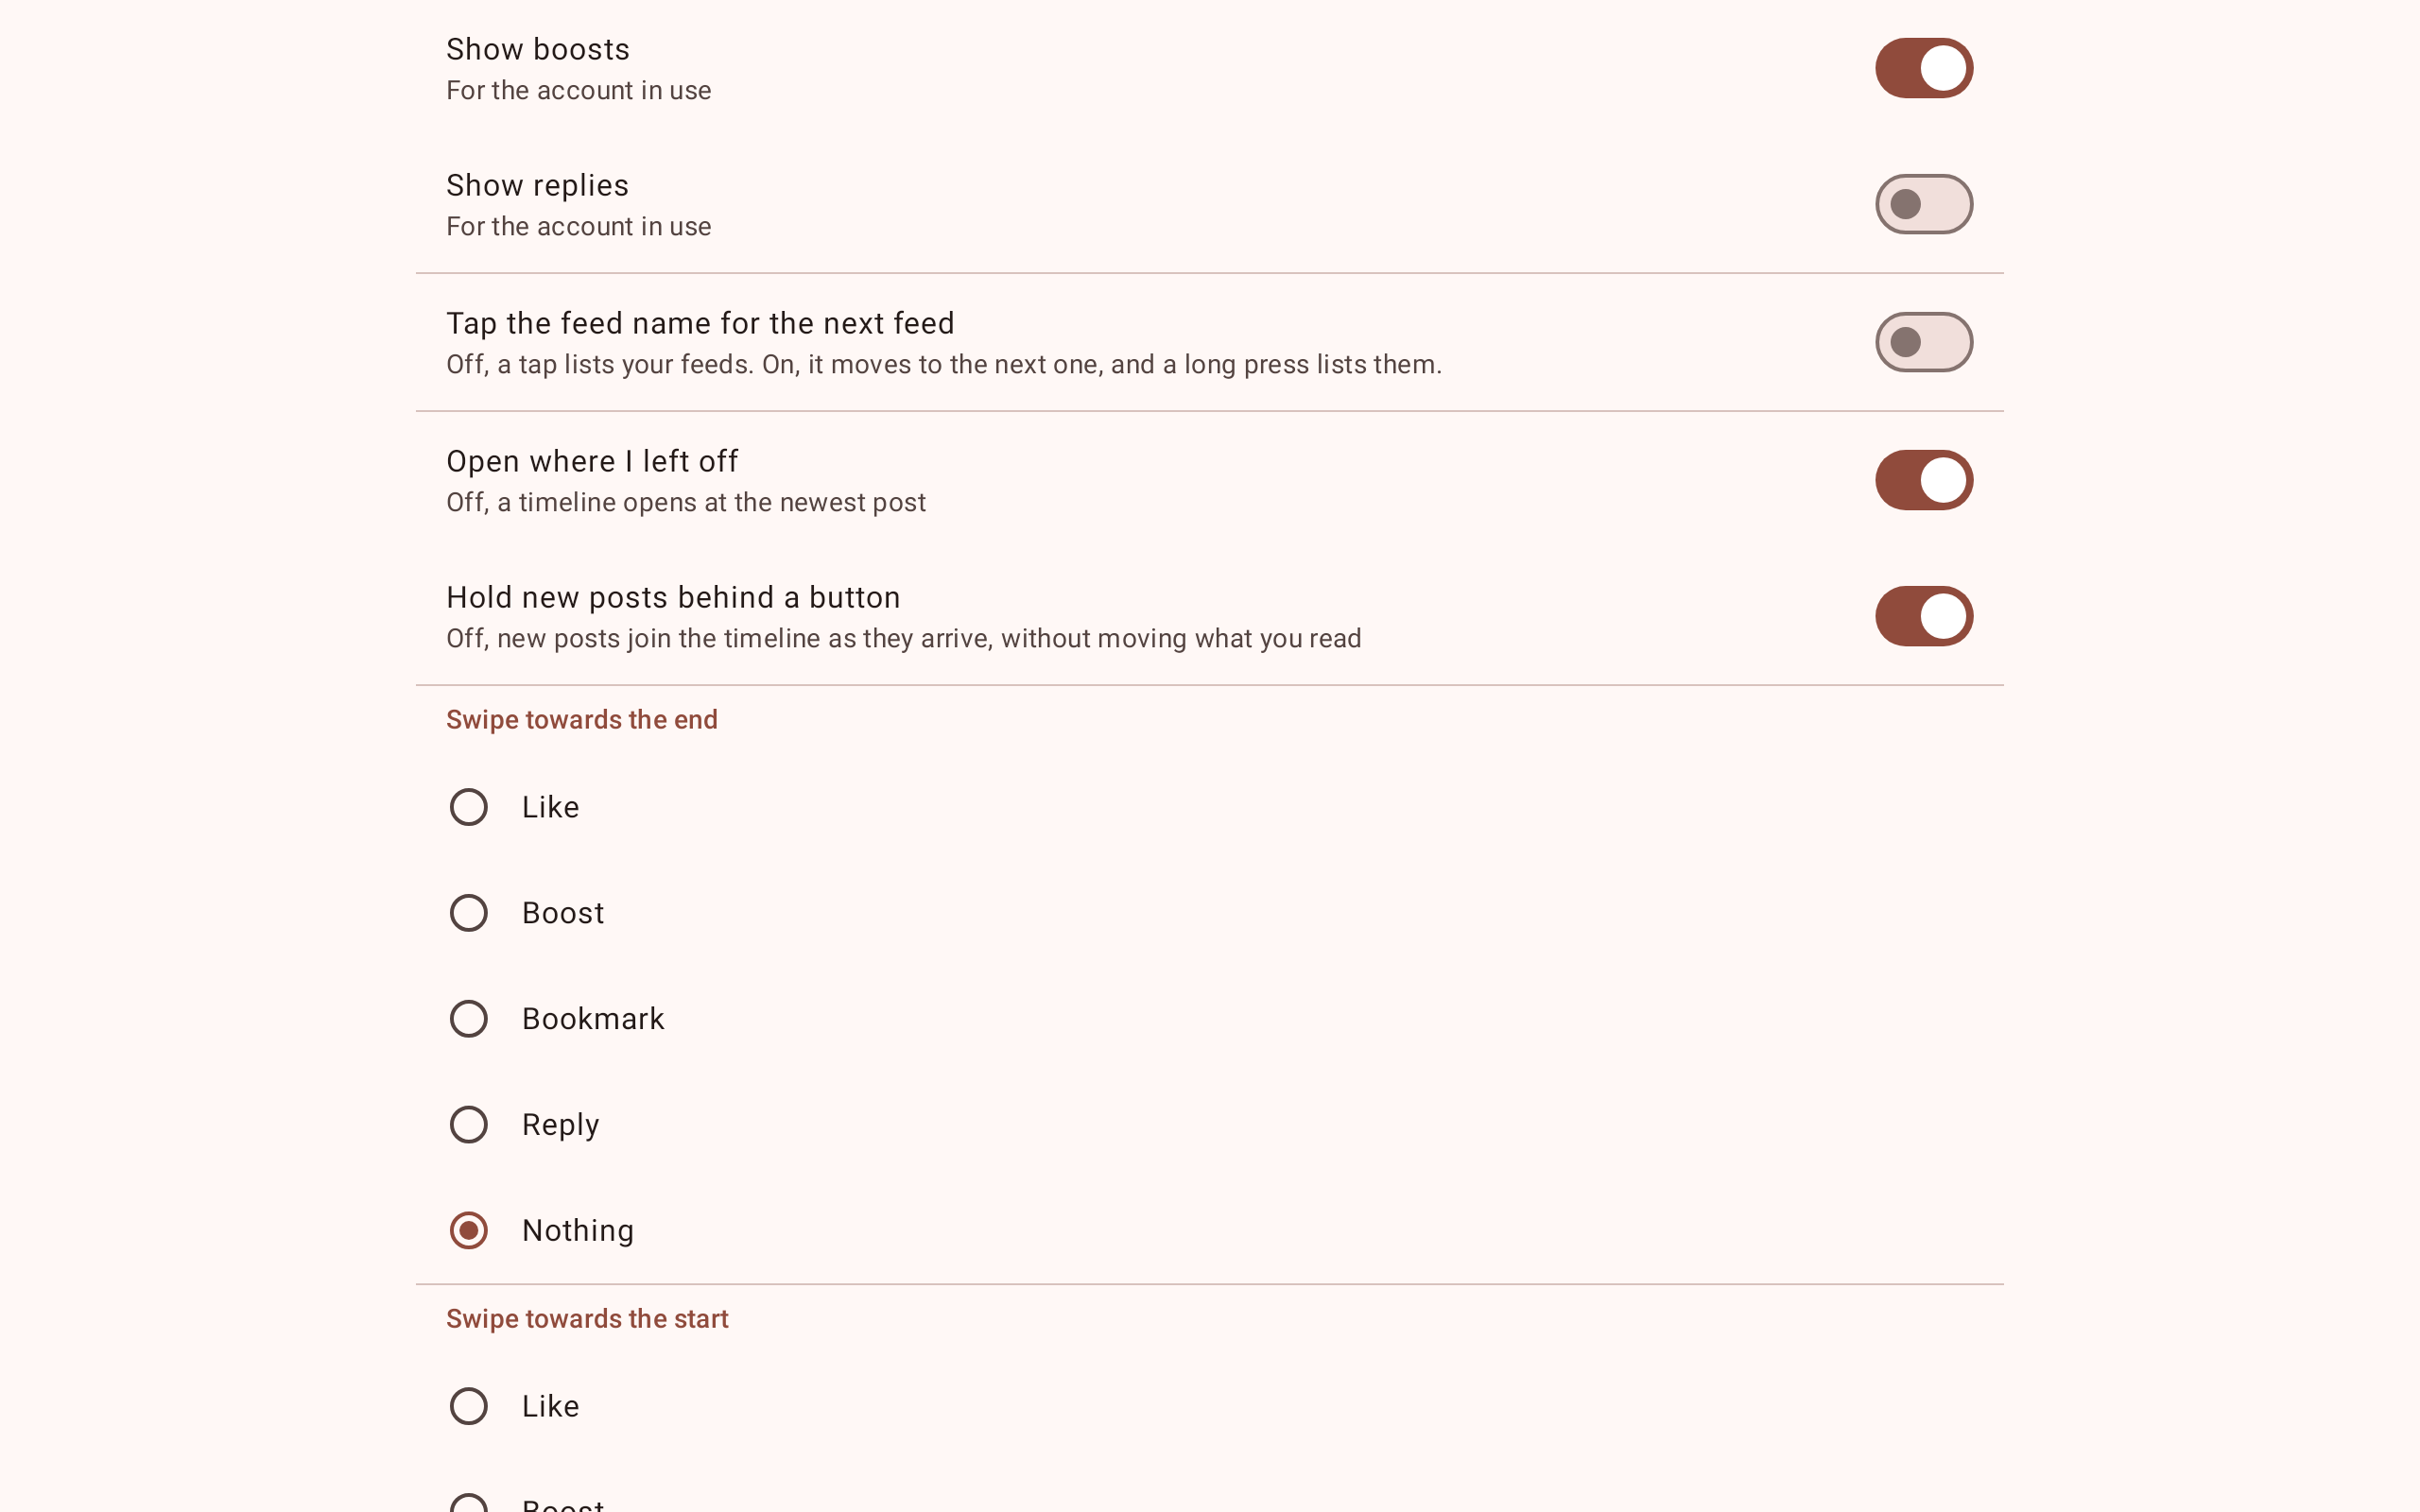 Show boosts
For the account in use
Show replies
For the account in use
Tap the feed name for the next feed
Off, a tap lists your feeds. On, it moves to the next one, and a long press lists them.
Open where I left off
Off, a timeline opens at the newest post
Hold new posts behind a button
Off, new posts join the timeline as they arrive, without moving what you read
Swipe towards the end
Like
Boost
Bookmark
Reply
Nothing
Swipe towards the start
Like
Boost